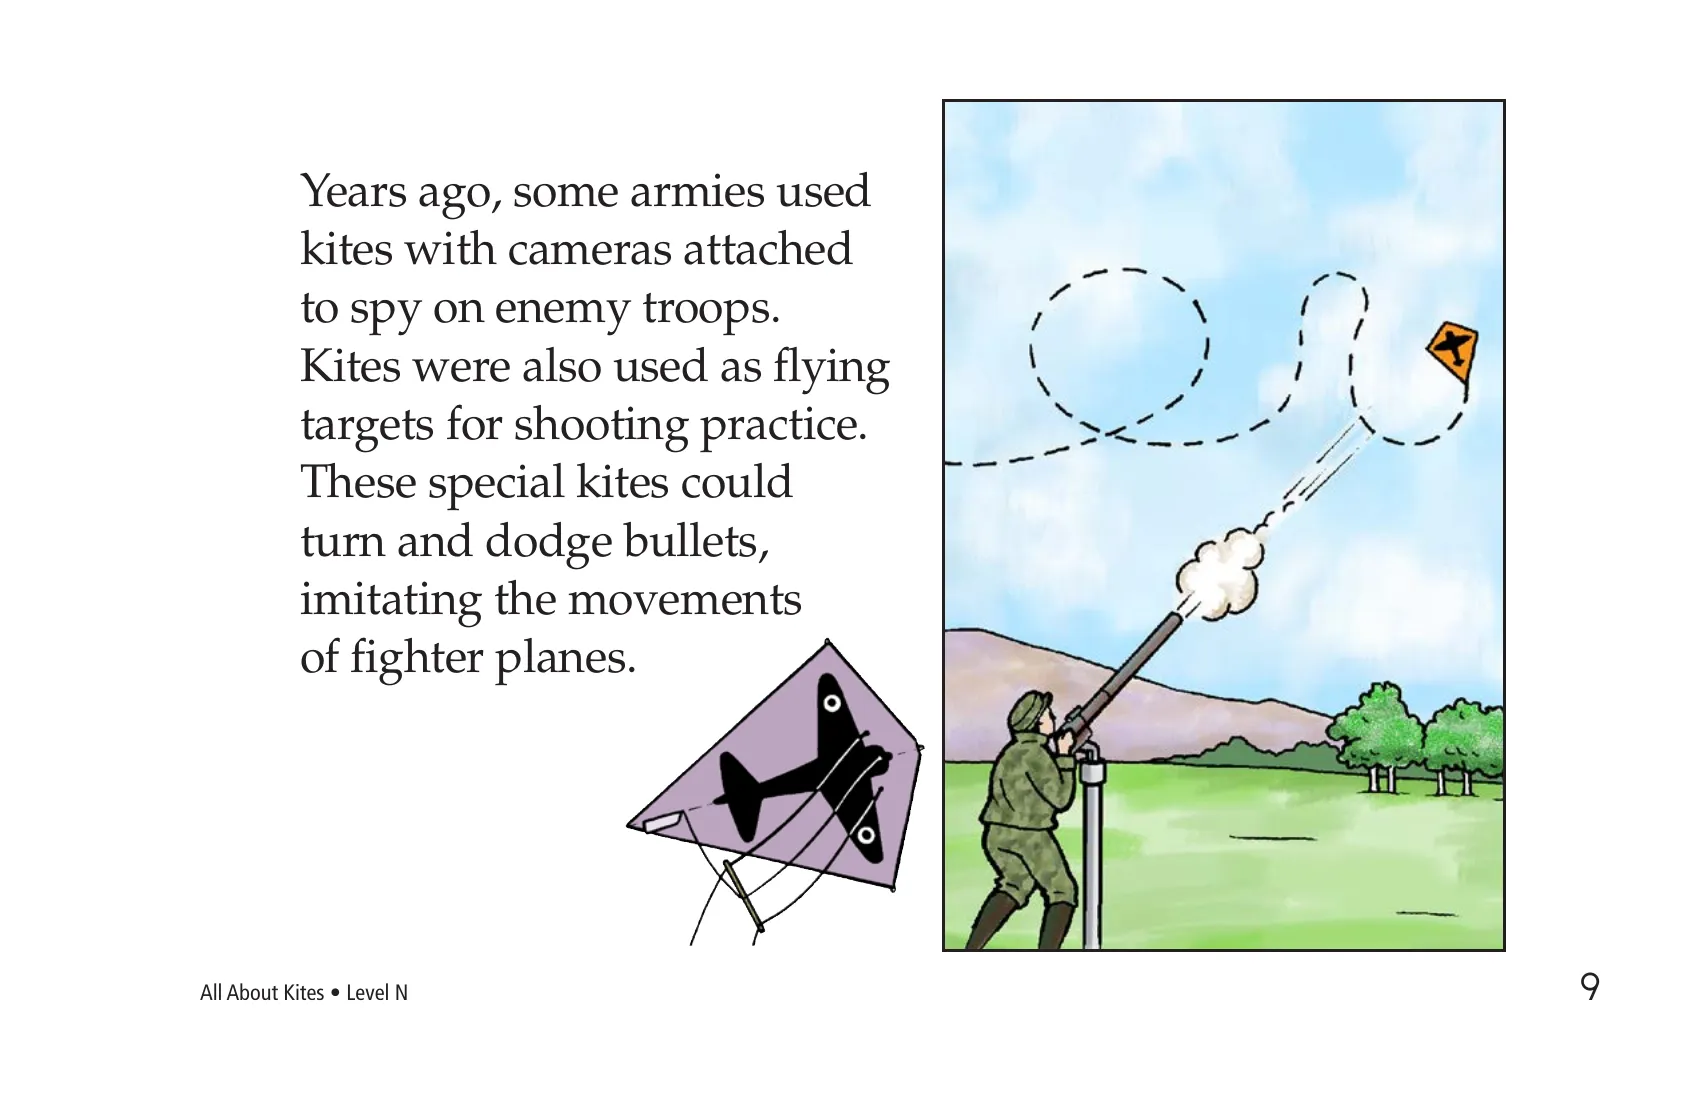 Years ago, some armies used
kites with cameras attached
to spy on enemy troops.
Kites were also used as flying
targets for shooting practice.
These special kites could
turn and dodge bullets,
imitating the movements
of fighter planes.
All About Kites • Level N
9